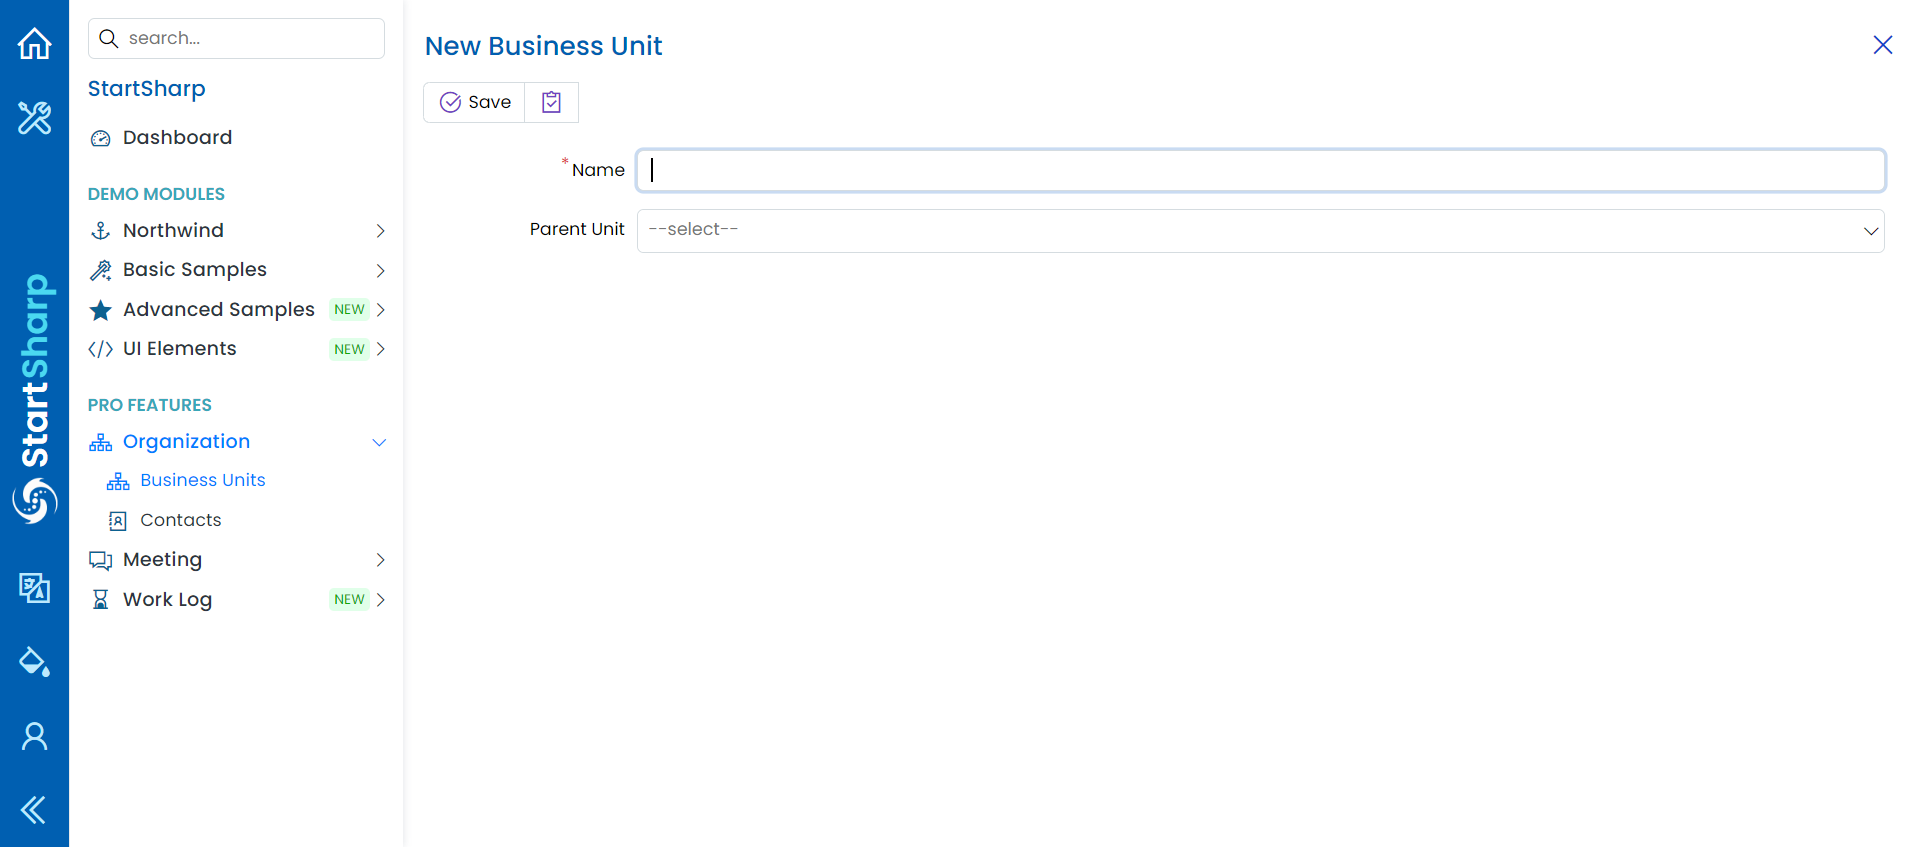 search...
StartSharp
Dashboard
DEMO MODULES
Northwind
Basic Samples
Advanced Samples NEW
UI Elements NEW
PRO FEATURES
Organization
Business Units
Contacts
Meeting
Work Log NEW
StartSharp
New Business Unit
Save
*Name
Parent Unit --select--